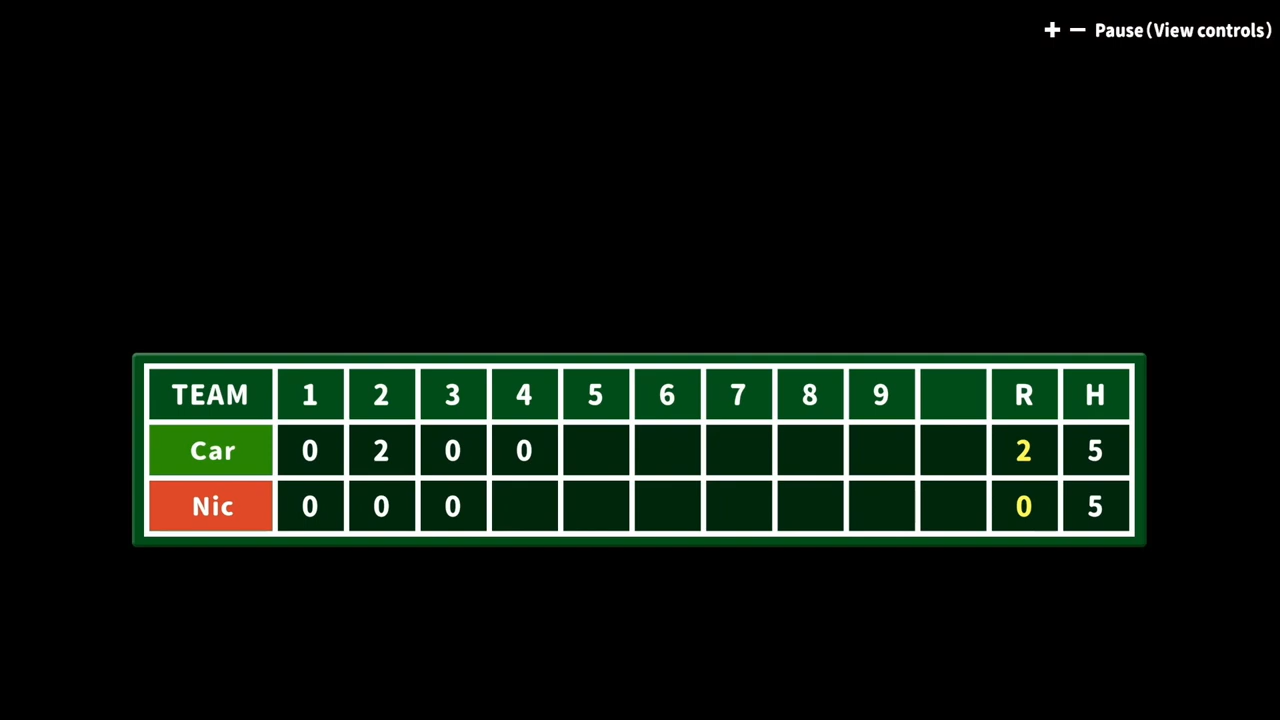 + − Pause(View controls)
TEAM 1 2 3 4 5 6 7 8 9 R H
Car 0 2 0 0 2 5
Nic 0 0 0 0 5